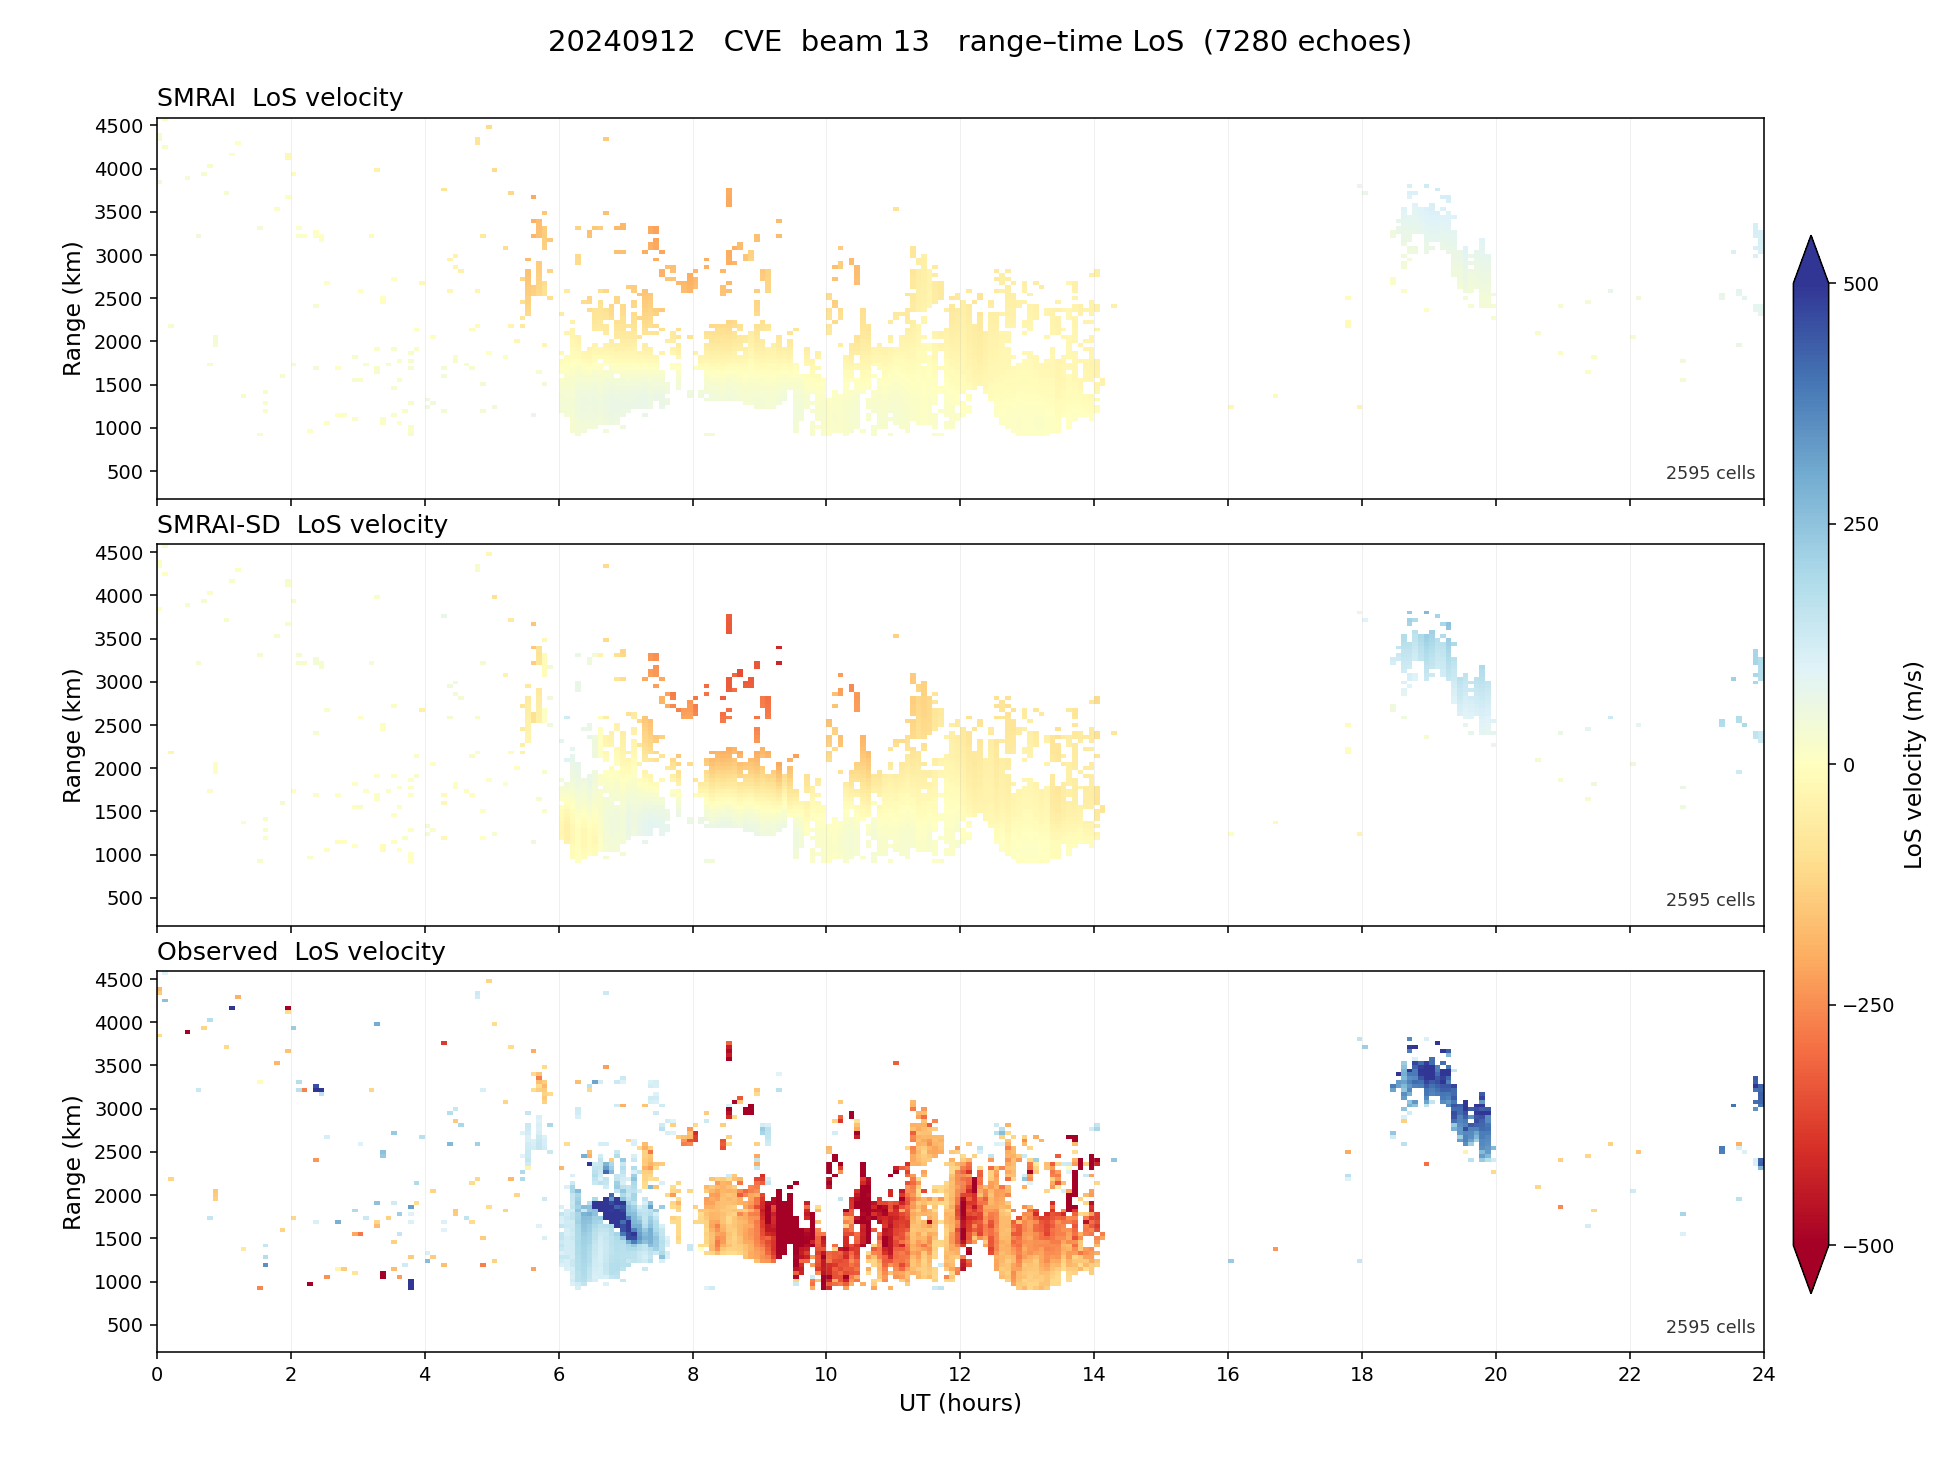 20240912   CVE  beam 13   range–time LoS  (7280 echoes)
SMRAI  LoS velocity
4500
4000
3500
3000
2500
2000
1500
1000
500
Range (km)
2595 cells
SMRAI-SD  LoS velocity
4500
4000
3500
3000
2500
2000
1500
1000
500
Range (km)
2595 cells
Observed  LoS velocity
4500
4000
3500
3000
2500
2000
1500
1000
500
Range (km)
2595 cells
0 2 4 6 8 10 12 14 16 18 20 22 24
UT (hours)
500
250
0
−250
−500
LoS velocity (m/s)